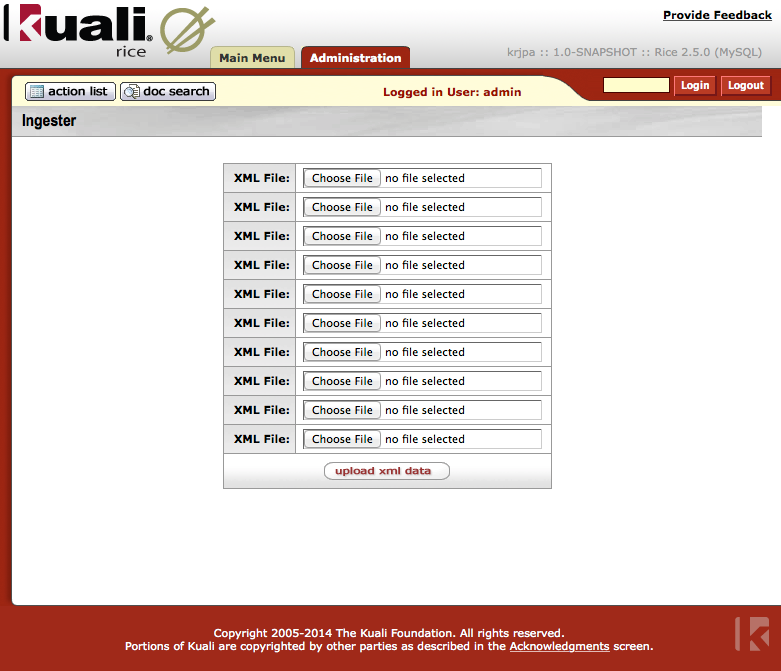 Provide Feedback
kuali.
rice
Main Menu
Administration
krjpa :: 1.0-SNAPSHOT :: Rice 2.5.0 (MySQL)
action list
doc search
Logged in User: admin
Login
Logout
Ingester
XML File: Choose File no file selected
XML File: Choose File no file selected
XML File: Choose File no file selected
XML File: Choose File no file selected
XML File: Choose File no file selected
XML File: Choose File no file selected
XML File: Choose File no file selected
XML File: Choose File no file selected
XML File: Choose File no file selected
XML File: Choose File no file selected
upload xml data
Copyright 2005-2014 The Kuali Foundation. All rights reserved.
Portions of Kuali are copyrighted by other parties as described in the Acknowledgments screen.
k